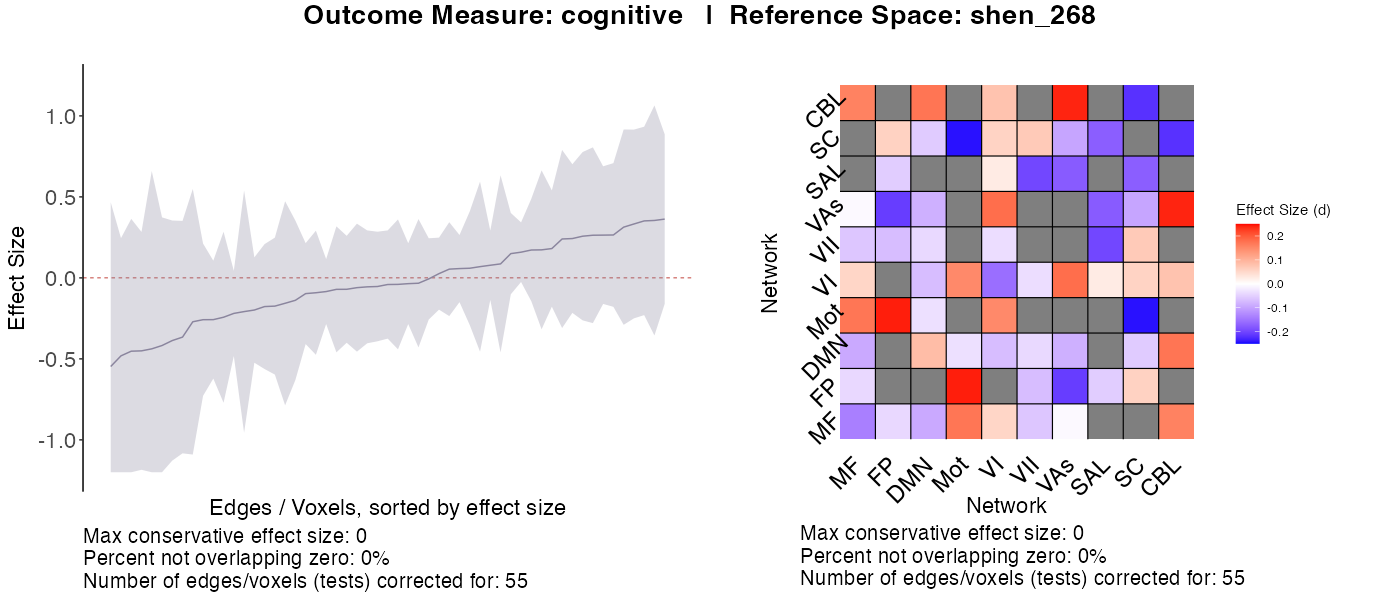 Outcome Measure: cognitive | Reference Space: shen_268
Effect Size
1.0
0.5
0.0
-0.5
-1.0
Edges / Voxels, sorted by effect size
Max conservative effect size: 0
Percent not overlapping zero: 0%
Number of edges/voxels (tests) corrected for: 55
Network
CBL
SC
SAL
VAs
VII
VI
Mot
DMN
FP
MF
MF FP DMN Mot VI VII VAs SAL SC CBL
Network
Max conservative effect size: 0
Percent not overlapping zero: 0%
Number of edges/voxels (tests) corrected for: 55
Effect Size (d)
0.2
0.1
0.0
-0.1
-0.2